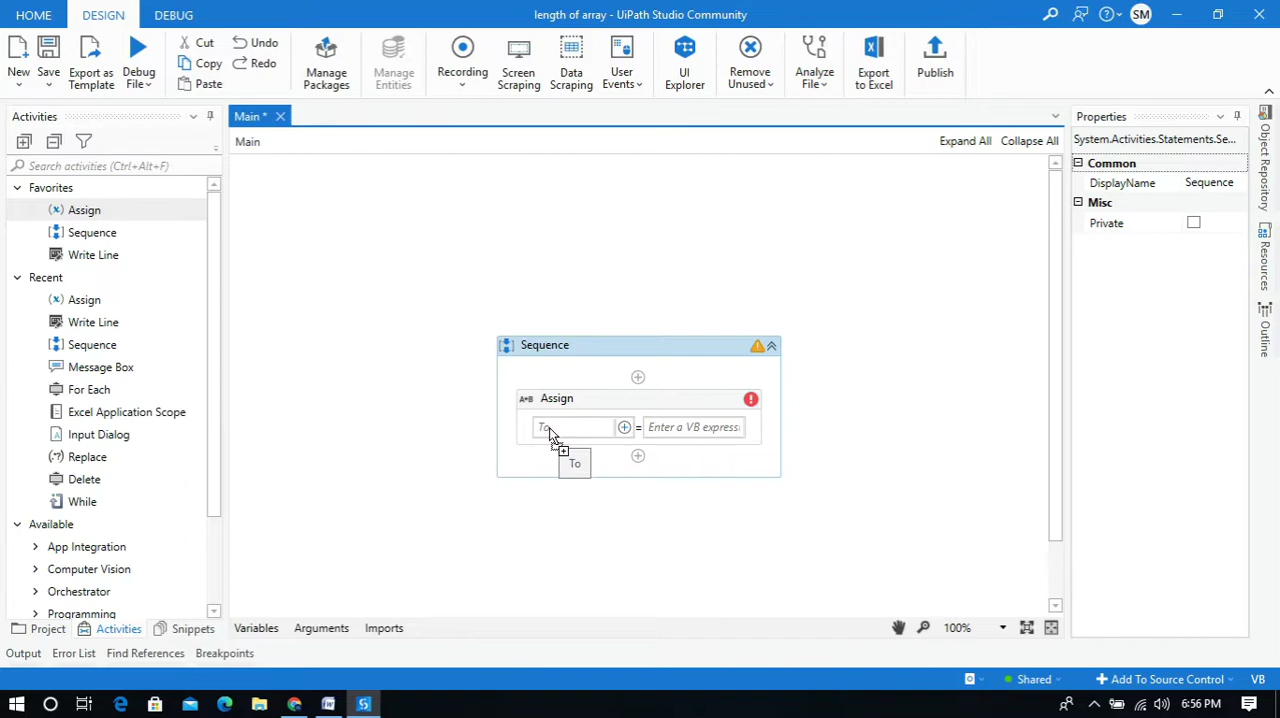 HOME
DESIGN
DEBUG
length of array - UiPath Studio Community
SM
New
Save
Export as Template
Debug File
Cut
Copy
Paste
Undo
Redo
Manage Packages
Manage Entities
Recording
Screen Scraping
Data Scraping
User Events
UI Explorer
Remove Unused
Analyze File
Export to Excel
Publish
Activities
Search activities (Ctrl+Alt+F)
Favorites
Assign
Sequence
Write Line
Recent
Assign
Write Line
Sequence
Message Box
For Each
Excel Application Scope
Input Dialog
Replace
Delete
While
Available
App Integration
Computer Vision
Orchestrator
Programming
Project
Activities
Snippets
Main *
Main
Expand All
Collapse All
Sequence
A+B Assign
To
=
Enter a VB express
To
Variables
Arguments
Imports
100%
Properties
System.Activities.Statements.Se...
Common
DisplayName
Sequence
Misc
Private
Object Repository
Resources
Outline
Output
Error List
Find References
Breakpoints
Shared
Add To Source Control
VB
6:56 PM